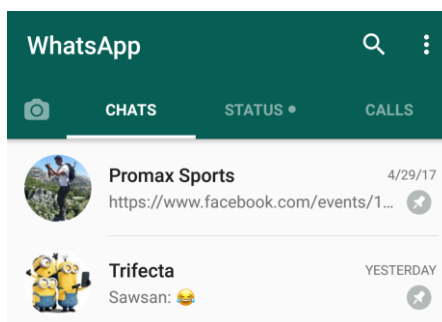 WhatsApp
CHATS STATUS CALLS
Promax Sports 4/29/17
https://www.facebook.com/events/1...
Trifecta YESTERDAY
Sawsan: 😂